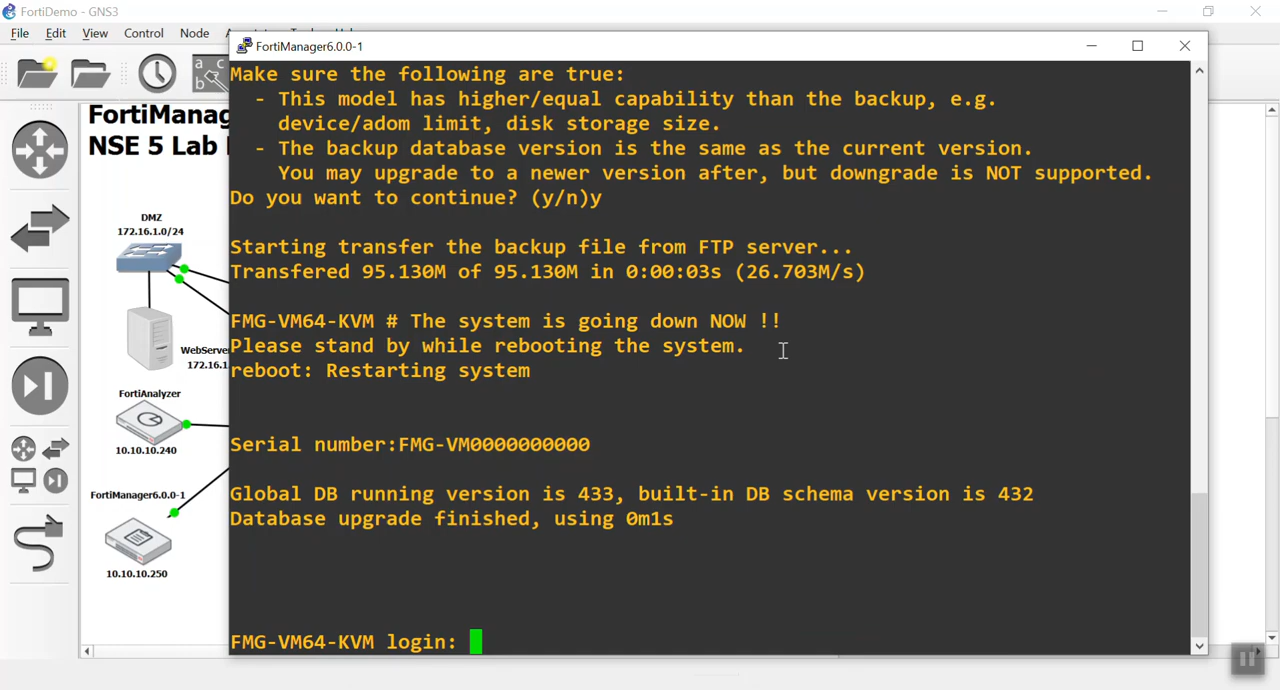 FortiDemo - GNS3
File Edit View Control Node
FortiManager6.0.0-1
FortiManag
NSE 5 Lab
DMZ
172.16.1.0/24
WebServe
172.16.1
FortiAnalyzer
10.10.10.240
FortiManager6.0.0-1
10.10.10.250
Make sure the following are true:
- This model has higher/equal capability than the backup, e.g.
device/adom limit, disk storage size.
- The backup database version is the same as the current version.
You may upgrade to a newer version after, but downgrade is NOT supported.
Do you want to continue? (y/n)y
Starting transfer the backup file from FTP server...
Transfered 95.130M of 95.130M in 0:00:03s (26.703M/s)
FMG-VM64-KVM # The system is going down NOW !!
Please stand by while rebooting the system.
reboot: Restarting system
Serial number:FMG-VM0000000000
Global DB running version is 433, built-in DB schema version is 432
Database upgrade finished, using 0m1s
FMG-VM64-KVM login: